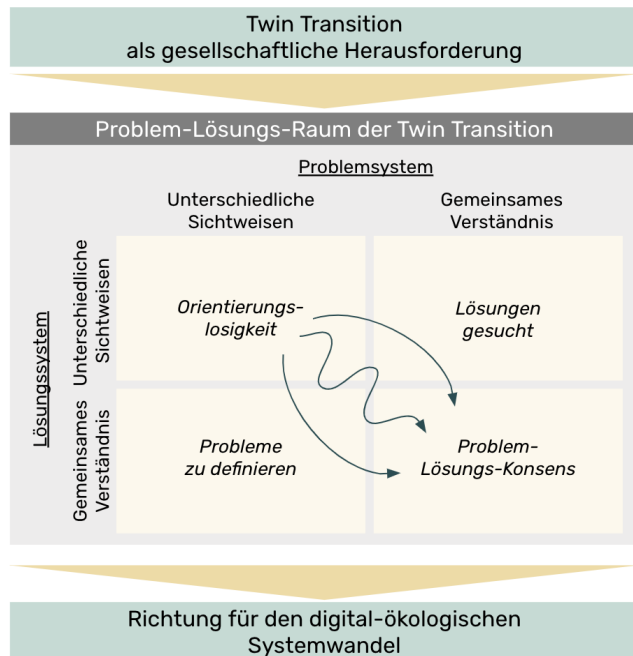 Twin Transition
als gesellschaftliche Herausforderung
Problem-Lösungs-Raum der Twin Transition
Problemsystem
Unterschiedliche
Sichtweisen
Gemeinsames
Verständnis
Lösungssystem
Unterschiedliche
Sichtweisen
Orientierungs-
losigkeit
Lösungen
gesucht
Gemeinsames
Verständnis
Probleme
zu definieren
Problem-
Lösungs-Konsens
Richtung für den digital-ökologischen
Systemwandel